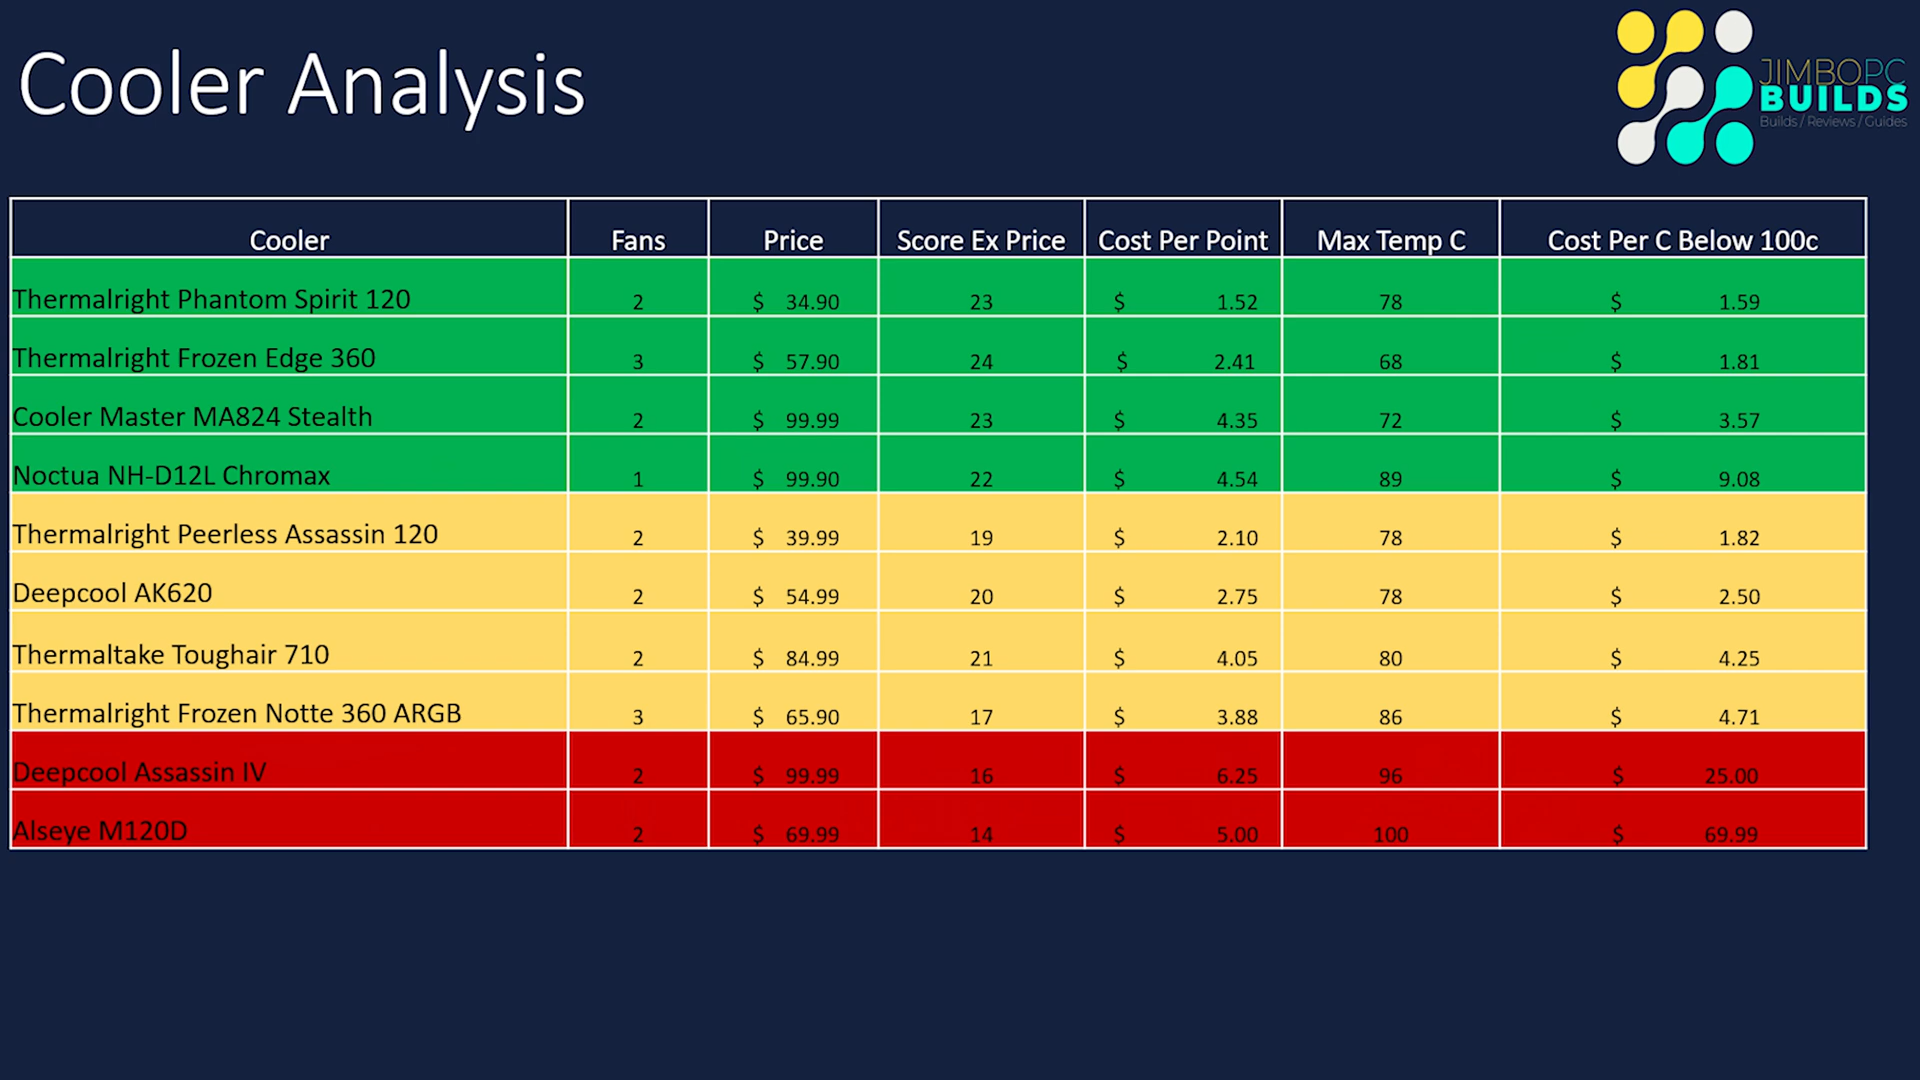 Cooler Analysis
JIMBOPC
BUILDS
Builds / Reviews / Guides
Cooler Fans Price Score Ex Price Cost Per Point Max Temp C Cost Per C Below 100c
Thermalright Phantom Spirit 120 2 $ 34.90 23 $ 1.52 78 $ 1.59
Thermalright Frozen Edge 360 3 $ 57.90 24 $ 2.41 68 $ 1.81
Cooler Master MA824 Stealth 2 $ 99.99 23 $ 4.35 72 $ 3.57
Noctua NH-D12L Chromax 1 $ 99.90 22 $ 4.54 89 $ 9.08
Thermalright Peerless Assassin 120 2 $ 39.99 19 $ 2.10 78 $ 1.82
Deepcool AK620 2 $ 54.99 20 $ 2.75 78 $ 2.50
Thermaltake Toughair 710 2 $ 84.99 21 $ 4.05 80 $ 4.25
Thermalright Frozen Notte 360 ARGB 3 $ 65.90 17 $ 3.88 86 $ 4.71
Deepcool Assassin IV 2 $ 99.99 16 $ 6.25 96 $ 25.00
Alseye M120D 2 $ 69.99 14 $ 5.00 100 $ 69.99